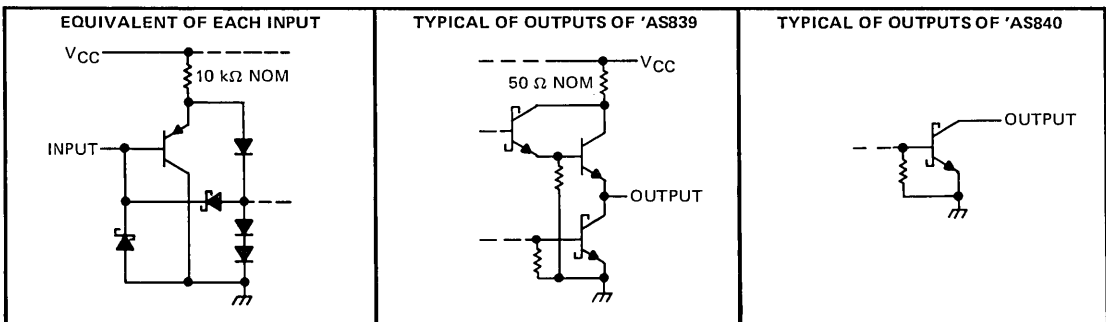 EQUIVALENT OF EACH INPUT
VCC
10 kΩ NOM
INPUT
TYPICAL OF OUTPUTS OF 'AS839
VCC
50 Ω NOM
OUTPUT
TYPICAL OF OUTPUTS OF 'AS840
OUTPUT